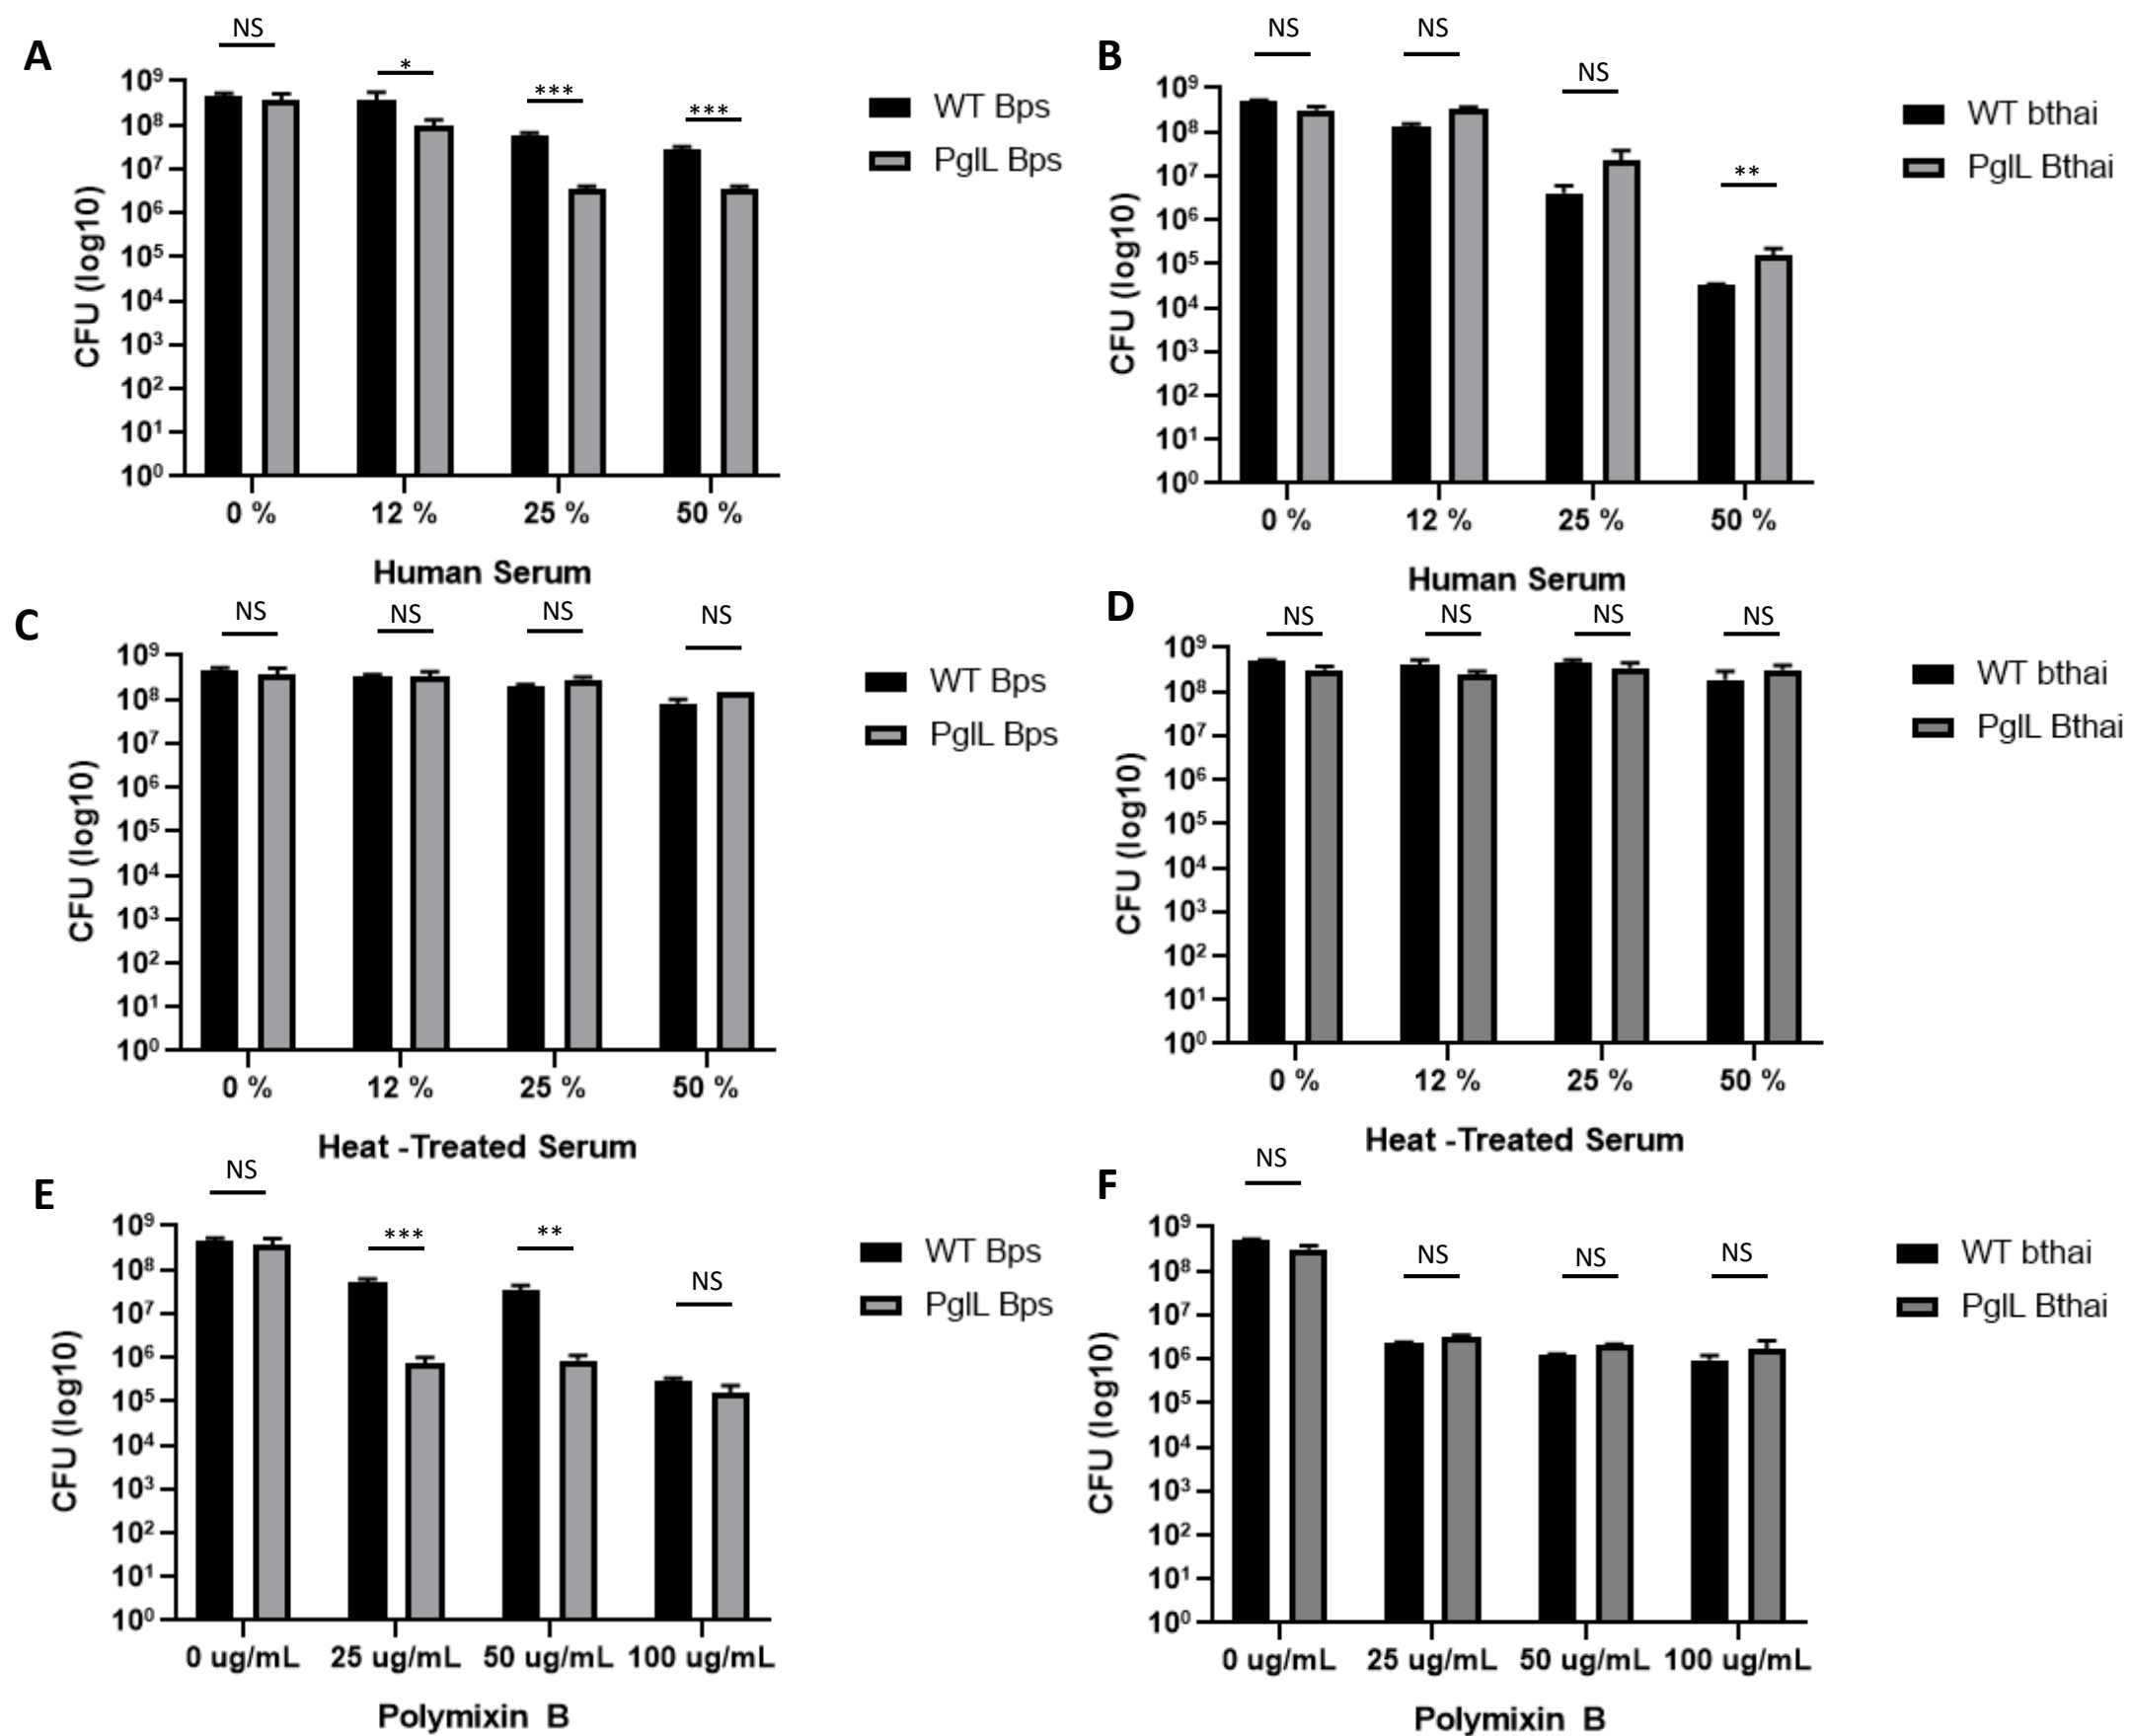 A
NS
*
***
***
10⁹
10⁸
10⁷
10⁶
10⁵
10⁴
10³
10²
10¹
10⁰
CFU (log10)
0 %
12 %
25 %
50 %
Human Serum
WT Bps
PglL Bps
B
NS
NS
NS
**
10⁹
10⁸
10⁷
10⁶
10⁵
10⁴
10³
10²
10¹
10⁰
CFU (log10)
0 %
12 %
25 %
50 %
Human Serum
WT bthai
PglL Bthai
C
NS
NS
NS
NS
10⁹
10⁸
10⁷
10⁶
10⁵
10⁴
10³
10²
10¹
10⁰
CFU (log10)
0 %
12 %
25 %
50 %
Heat -Treated Serum
WT Bps
PglL Bps
D
NS
NS
NS
NS
10⁹
10⁸
10⁷
10⁶
10⁵
10⁴
10³
10²
10¹
10⁰
CFU (log10)
0 %
12 %
25 %
50 %
Heat -Treated Serum
WT bthai
PglL Bthai
E
NS
***
**
NS
10⁹
10⁸
10⁷
10⁶
10⁵
10⁴
10³
10²
10¹
10⁰
CFU (log10)
0 ug/mL
25 ug/mL
50 ug/mL
100 ug/mL
Polymixin B
WT Bps
PglL Bps
F
NS
NS
NS
NS
10⁹
10⁸
10⁷
10⁶
10⁵
10⁴
10³
10²
10¹
10⁰
CFU (log10)
0 ug/mL
25 ug/mL
50 ug/mL
100 ug/mL
Polymixin B
WT bthai
PglL Bthai